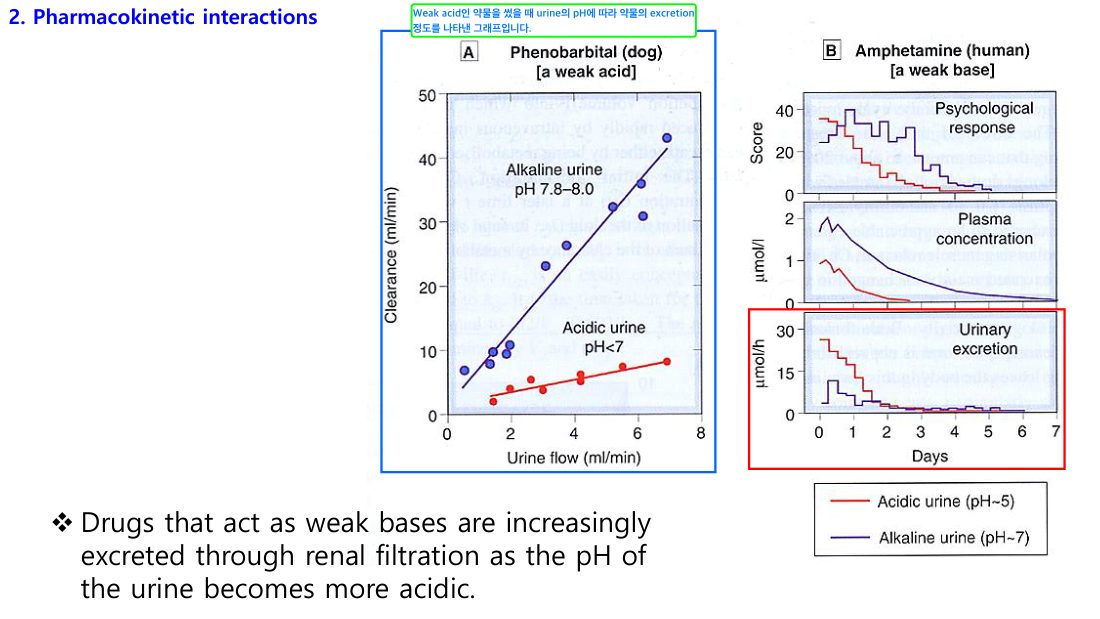 2. Pharmacokinetic interactions
Weak acid인 약물을 썼을 때 urine의 pH에 따라 약물의 excretion
정도를 나타낸 그래프입니다.
A
Phenobarbital (dog)
[a weak acid]
50
40
30
20
10
0
Clearance (ml/min)
Alkaline urine
pH 7.8–8.0
Acidic urine
pH<7
0 2 4 6 8
Urine flow (ml/min)
B
Amphetamine (human)
[a weak base]
Psychological
response
Score
40
20
0
Plasma
concentration
μmol/l
2
1
0
Urinary
excretion
μmol/h
30
15
0
0 1 2 3 4 5 6 7
Days
Acidic urine (pH~5)
Alkaline urine (pH~7)
❖ Drugs that act as weak bases are increasingly
excreted through renal filtration as the pH of
the urine becomes more acidic.